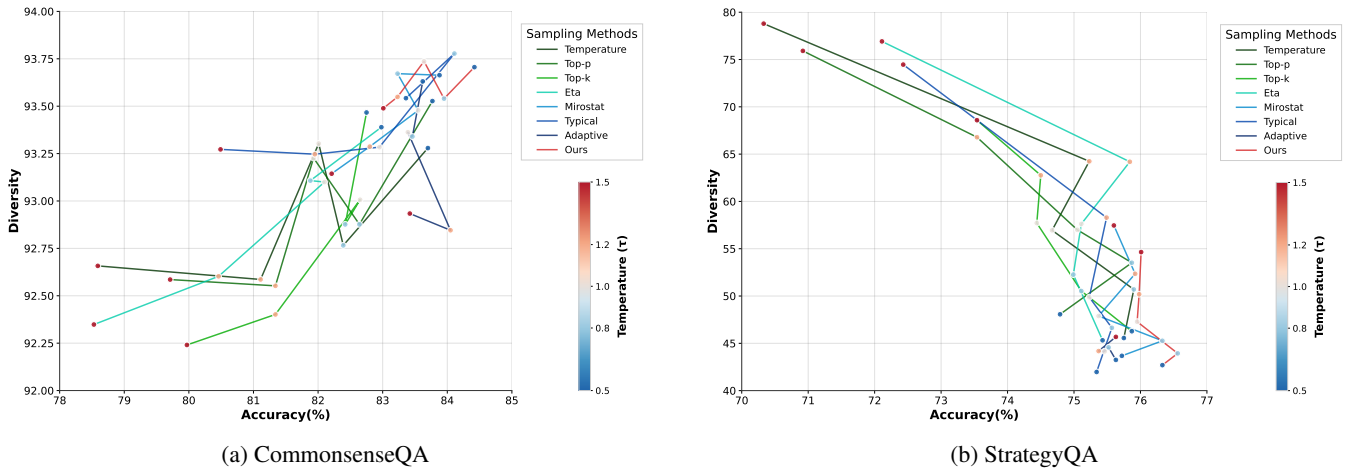 94.00
93.75
93.50
93.25
93.00
92.75
92.50
92.25
92.00
Diversity
78 79 80 81 82 83 84 85
Accuracy(%)
Sampling Methods
Temperature
Top-p
Top-k
Eta
Mirostat
Typical
Adaptive
Ours
1.5
1.2
1.0
0.8
0.5
Temperature (τ)
(a) CommonsenseQA
80
75
70
65
60
55
50
45
40
Diversity
70 71 72 73 74 75 76 77
Accuracy(%)
Sampling Methods
Temperature
Top-p
Top-k
Eta
Mirostat
Typical
Adaptive
Ours
1.5
1.2
1.0
0.8
0.5
Temperature (τ)
(b) StrategyQA